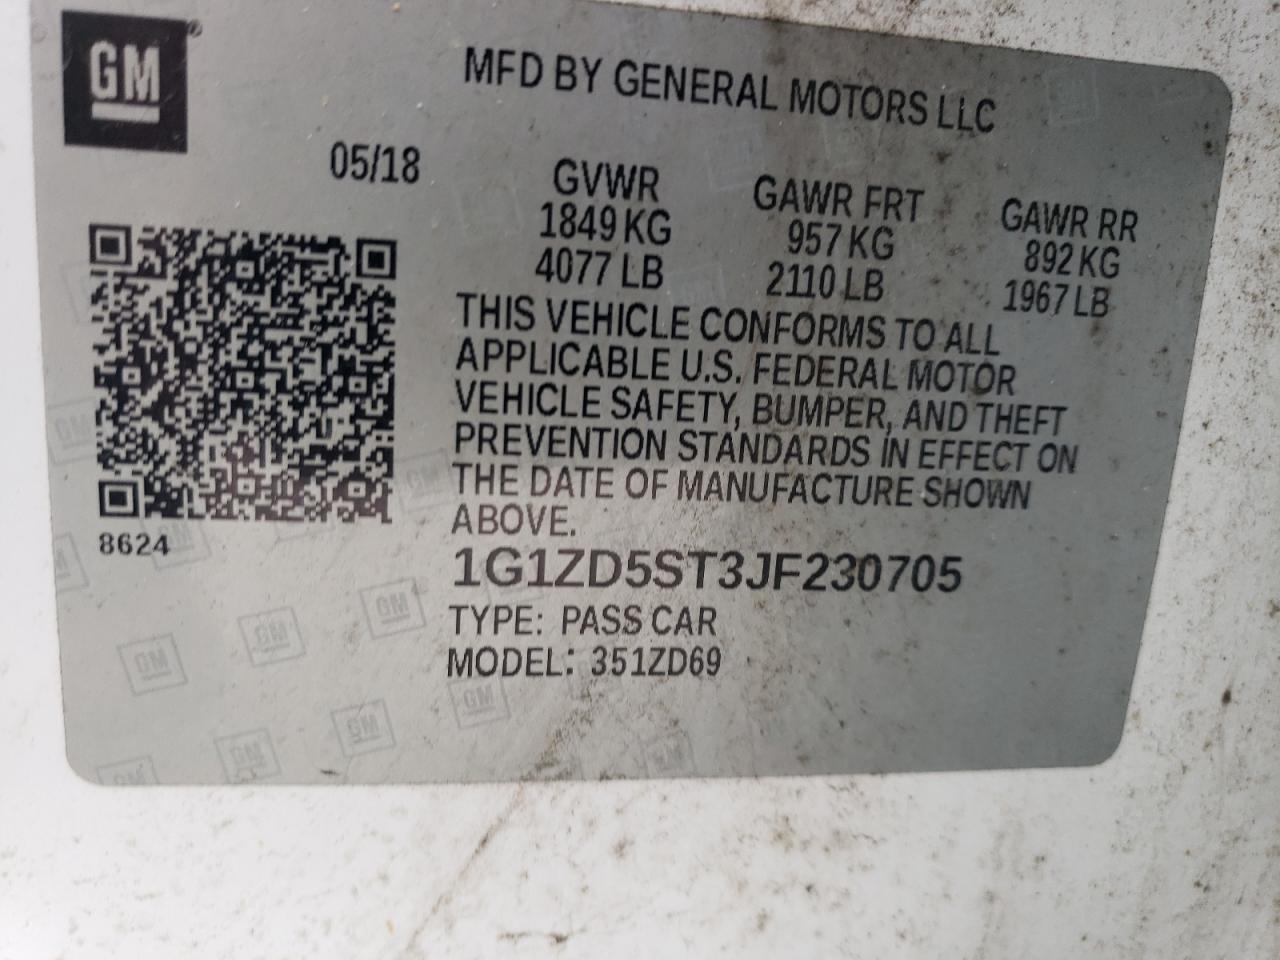 GM
MFD BY GENERAL MOTORS LLC
05/18
GVWR
1849 KG
4077 LB
GAWR FRT
957 KG
2110 LB
GAWR RR
892 KG
1967 LB
THIS VEHICLE CONFORMS TO ALL
APPLICABLE U.S. FEDERAL MOTOR
VEHICLE SAFETY, BUMPER, AND THEFT
PREVENTION STANDARDS IN EFFECT ON
THE DATE OF MANUFACTURE SHOWN
ABOVE.
8624
1G1ZD5ST3JF230705
TYPE: PASS CAR
MODEL: 351ZD69